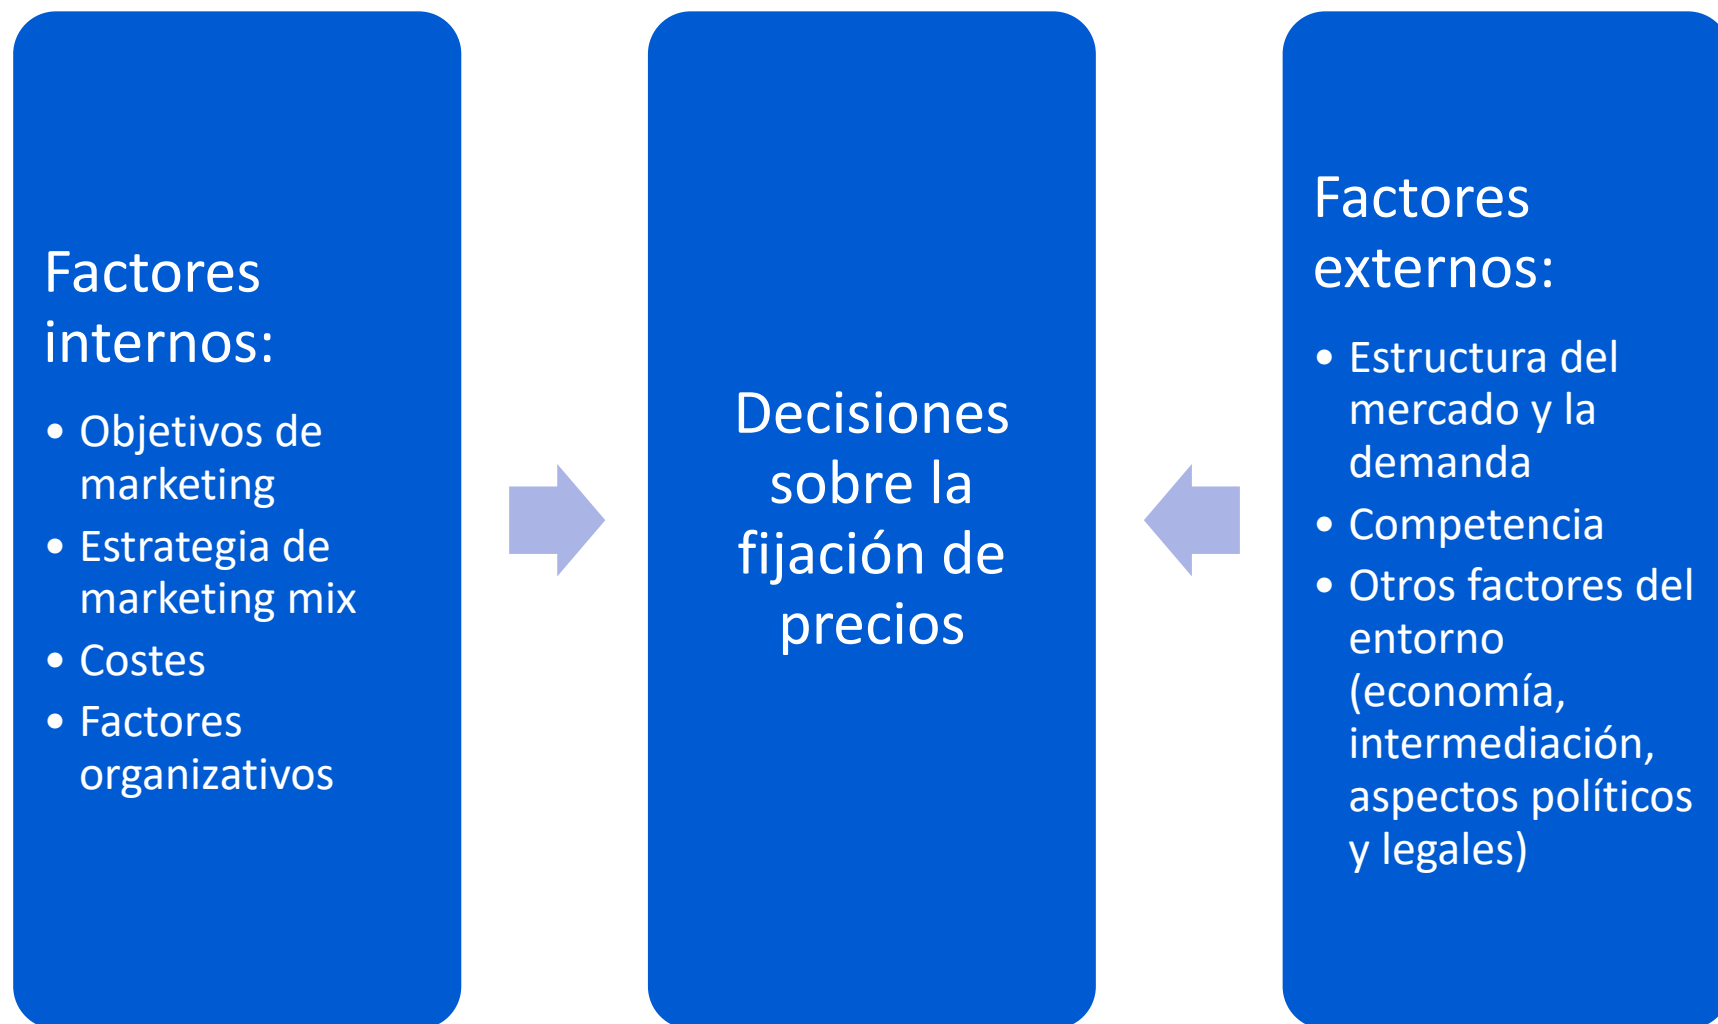 Factores
internos:
• Objetivos de
marketing
• Estrategia de
marketing mix
• Costes
• Factores
organizativos
Decisiones
sobre la
fijación de
precios
Factores
externos:
• Estructura del
mercado y la
demanda
• Competencia
• Otros factores del
entorno
(economía,
intermediación,
aspectos políticos
y legales)